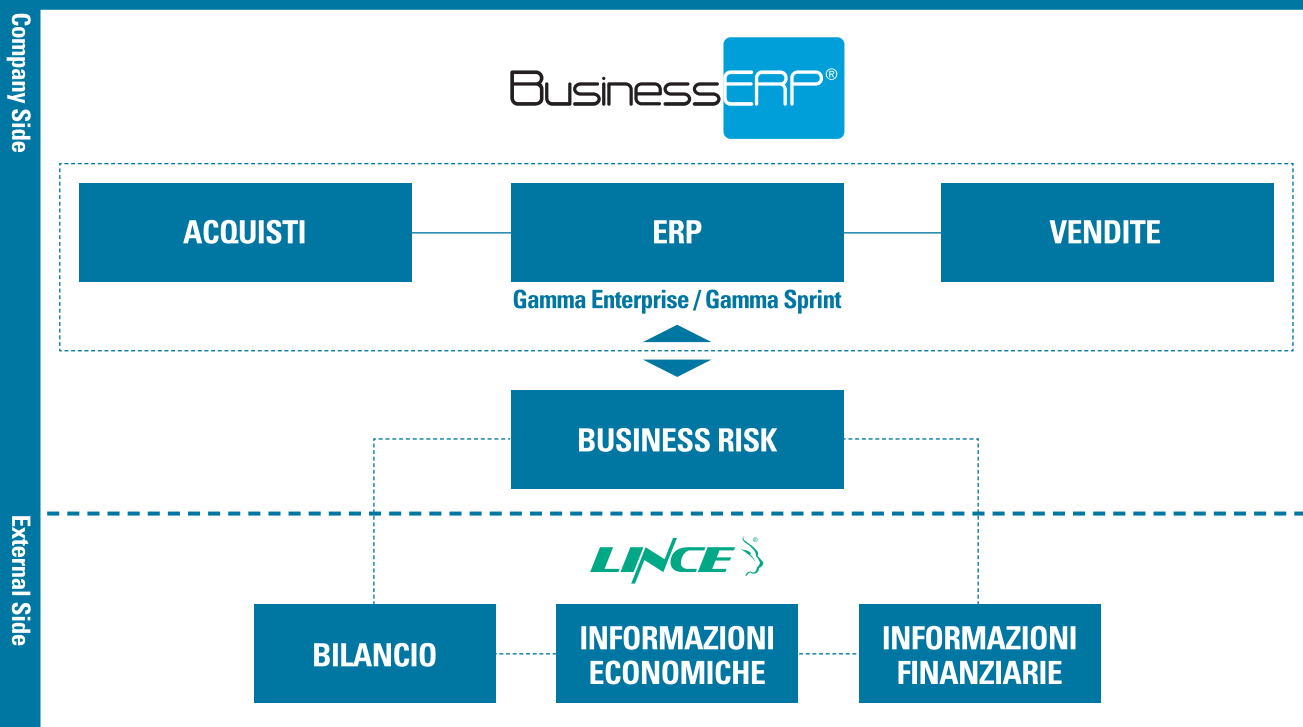 Company Side
BusinessERP®
ACQUISTI
ERP
VENDITE
Gamma Enterprise / Gamma Sprint
BUSINESS RISK
External Side
LINCE®
BILANCIO
INFORMAZIONI
ECONOMICHE
INFORMAZIONI
FINANZIARIE